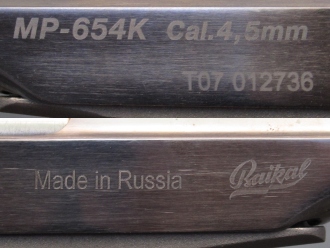 MP-654K Cal.4,5mm
T07 012736
Made in Russia
Baikal